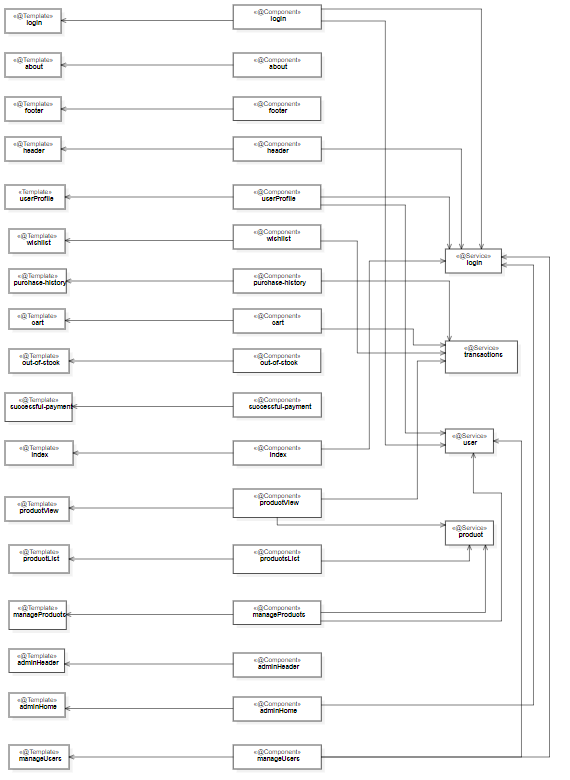 «@Template»
login
«@Component»
login
«@Template»
about
«@Component»
about
«@Template»
footer
«@Component»
footer
«@Template»
header
«@Component»
header
«Template»
userProfile
«@Component»
userProfile
«@Template»
wishlist
«@Component»
wishlist
«@Service»
login
«@Template»
purchase-history
«@Component»
purchase-history
«@Template»
cart
«@Component»
cart
«@Template»
out-of-stook
«@Component»
out-of-stock
«@Service»
transactions
«@Template»
successful-payment
«@Component»
successful-payment
«@Template»
index
«@Component»
index
«@Service»
user
«@Template»
productView
«@Component»
productView
«@Service»
product
«@Template»
productList
«@Component»
productsList
«@Template»
manageProducts
«@Component»
manageProducts
«@Template»
adminHeader
«@Component»
adminHeader
«@Template»
adminHome
«@Component»
adminHome
«@Template»
manageUsers
«@Component»
manageUsers